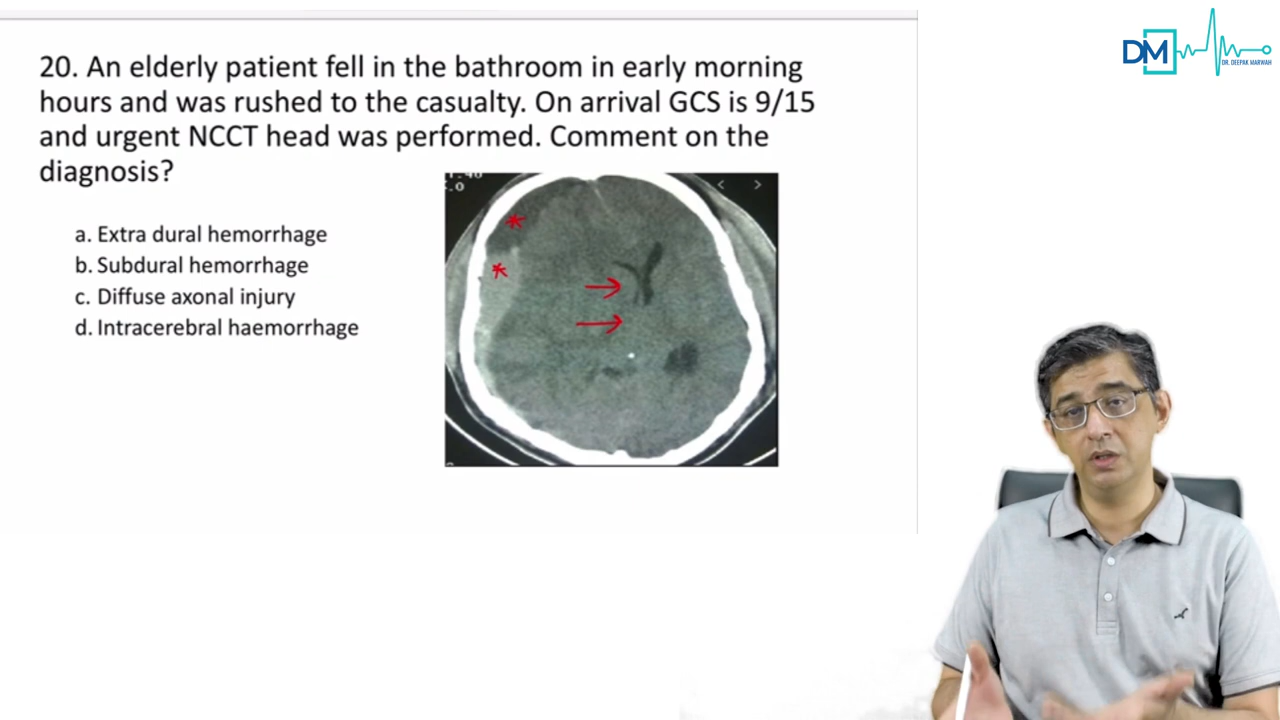 20. An elderly patient fell in the bathroom in early morning
hours and was rushed to the casualty. On arrival GCS is 9/15
and urgent NCCT head was performed. Comment on the
diagnosis?
a. Extra dural hemorrhage
b. Subdural hemorrhage
c. Diffuse axonal injury
d. Intracerebral haemorrhage
DM
DR. DEEPAK MARWAH